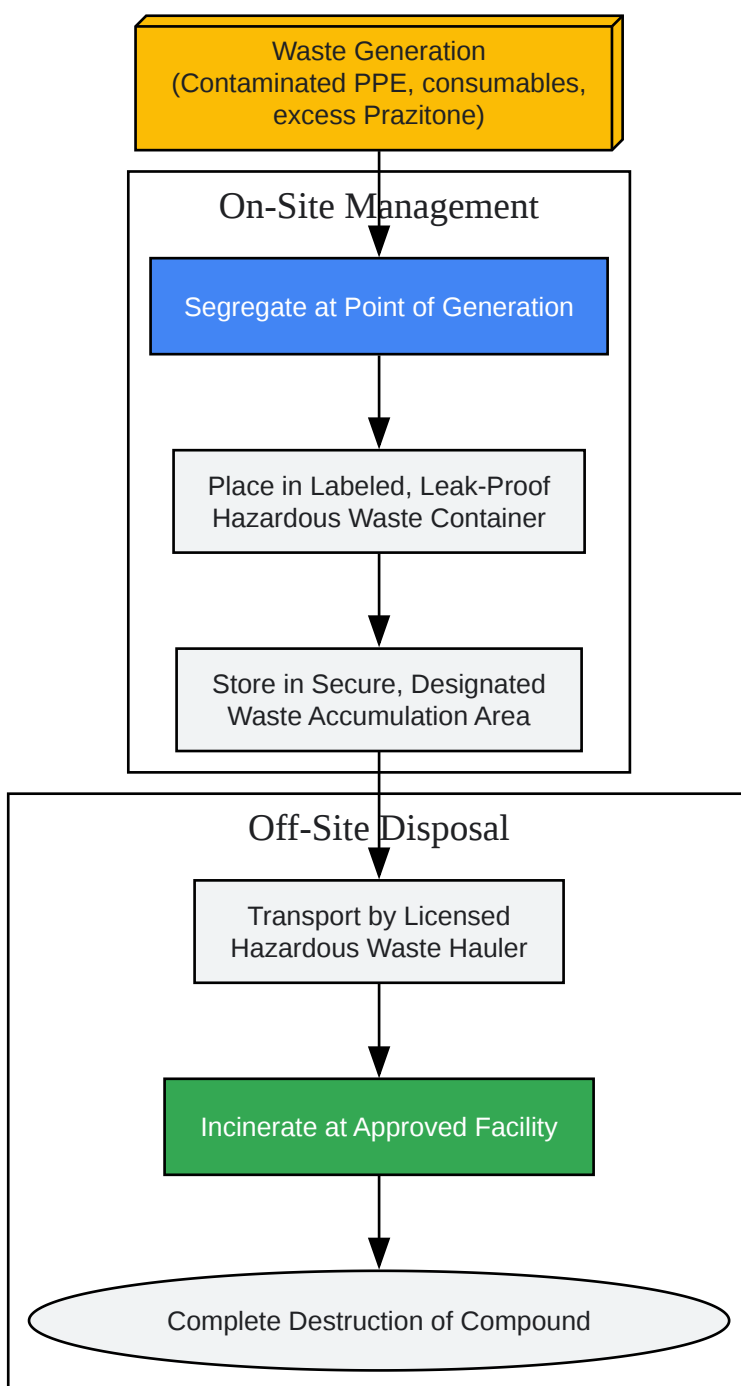 Waste Generation
(Contaminated PPE, consumables,
excess Prazitone)
On-Site Management
Segregate at Point of Generation
Place in Labeled, Leak-Proof
Hazardous Waste Container
Store in Secure, Designated
Waste Accumulation Area
Off-Site Disposal
Transport by Licensed
Hazardous Waste Hauler
Incinerate at Approved Facility
Complete Destruction of Compound